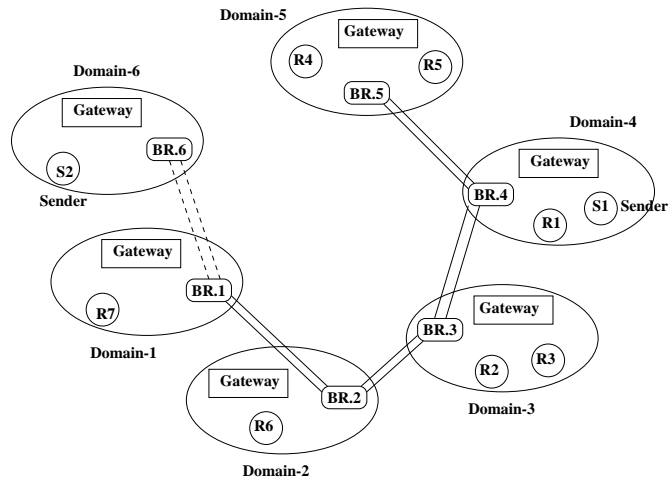 Domain-5
Gateway
R4
R5
BR.5
Domain-6
Gateway
BR.6
S2
Sender
Domain-4
Gateway
BR.4
S1 Sender
R1
Gateway
BR.1
R7
Domain-1
Gateway
BR.3
R2
R3
Domain-3
Gateway
BR.2
R6
Domain-2